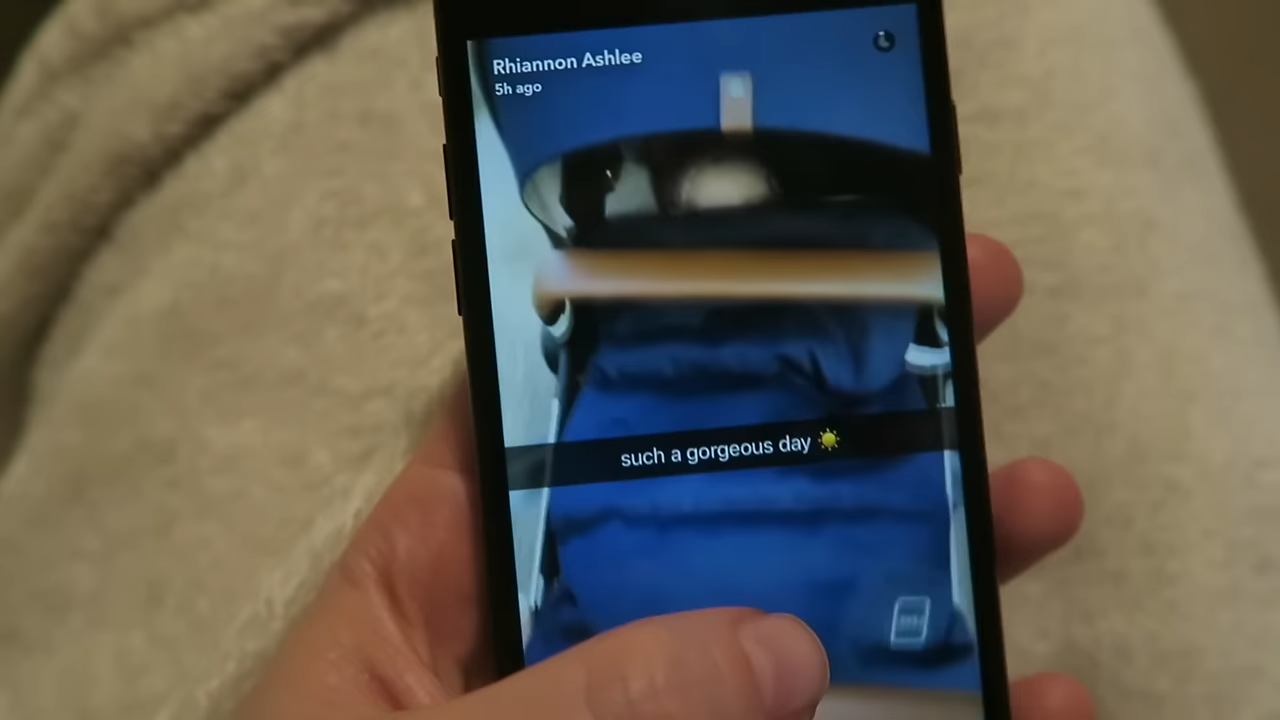 Rhiannon Ashlee
5h ago
such a gorgeous day ☀️